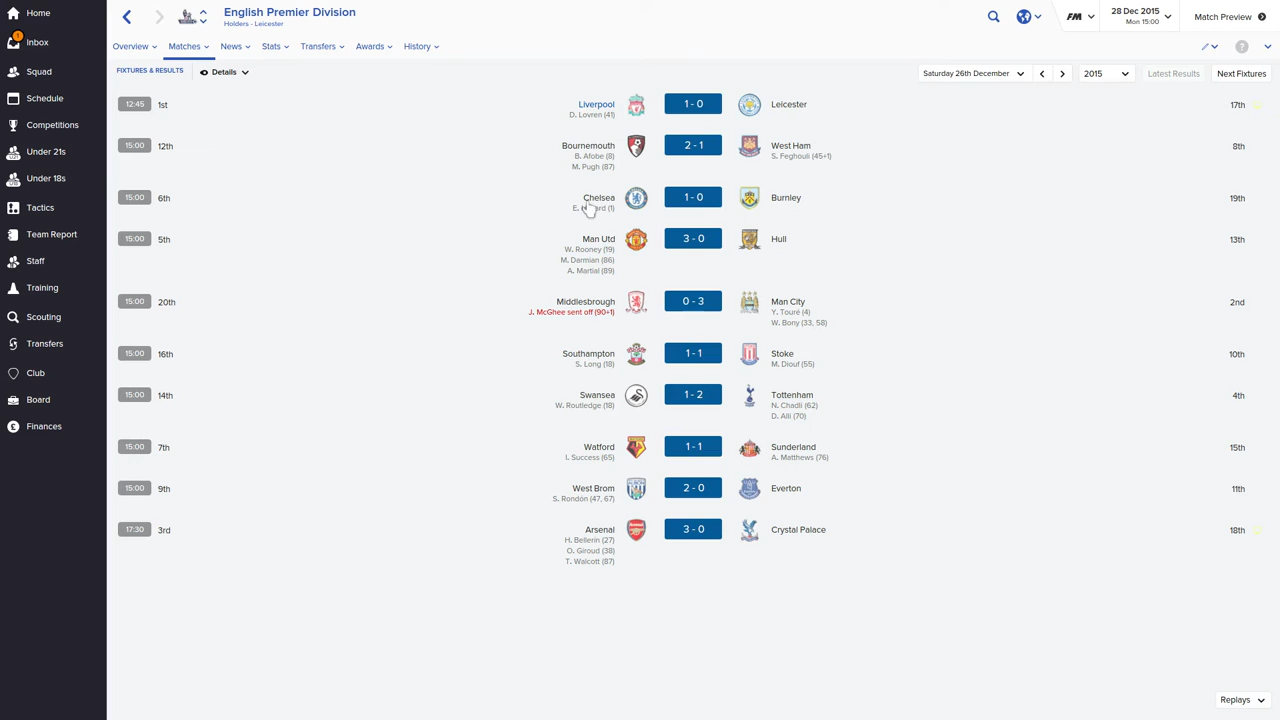 Home
Inbox
1
Squad
Schedule
Competitions
Under 21s
Under 18s
Tactics
Team Report
Staff
Training
Scouting
Transfers
Club
Board
Finances
English Premier Division
Holders - Leicester
FM
28 Dec 2015
Mon 15:00
Match Preview
Overview Matches News Stats Transfers Awards History
?
FIXTURES & RESULTS Details
Saturday 26th December 2015 Latest Results Next Fixtures
12:45 1st Liverpool 1 - 0 Leicester 17th
D. Lovren (41)
15:00 12th Bournemouth 2 - 1 West Ham 8th
B. Afobe (8) S. Feghouli (45+1)
M. Pugh (87)
15:00 6th Chelsea 1 - 0 Burnley 19th
15:00 5th Man Utd 3 - 0 Hull 13th
W. Rooney (19)
M. Darmian (86)
A. Martial (89)
15:00 20th Middlesbrough 0 - 3 Man City 2nd
J. McGhee sent off (90+1) Y. Touré (4)
W. Bony (33, 58)
15:00 16th Southampton 1 - 1 Stoke 10th
S. Long (18) M. Diouf (55)
15:00 14th Swansea 1 - 2 Tottenham 4th
W. Routledge (18) N. Chadli (62)
D. Alli (70)
15:00 7th Watford 1 - 1 Sunderland 15th
I. Success (65) A. Matthews (76)
15:00 9th West Brom 2 - 0 Everton 11th
S. Rondón (47, 67)
17:30 3rd Arsenal 3 - 0 Crystal Palace 18th
H. Bellerín (27)
O. Giroud (38)
T. Walcott (87)
Replays